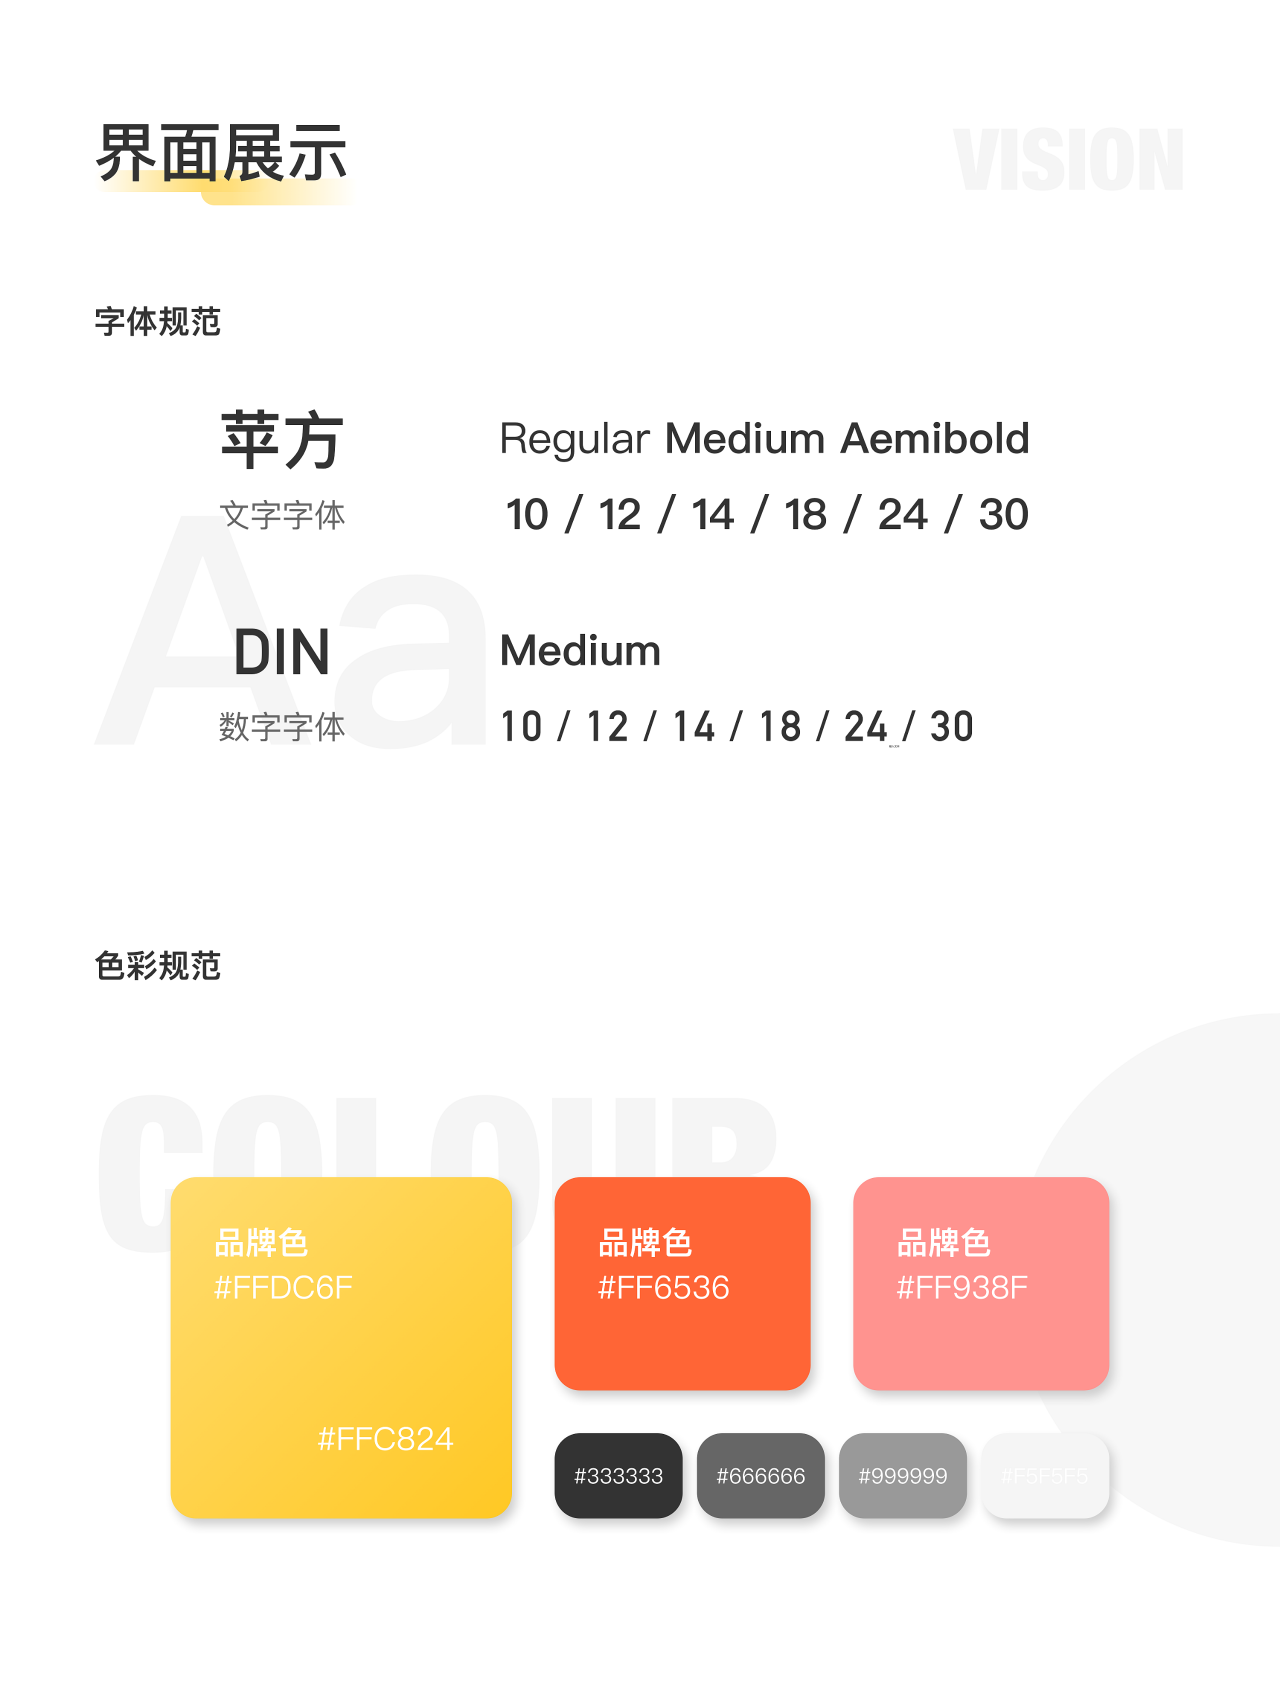 界面展示
VISION
字体规范
苹方
Regular Medium Aemibold
文字字体
10 / 12 / 14 / 18 / 24 / 30
Aa
DIN
Medium
数字字体
10 / 12 / 14 / 18 / 24 / 30
色彩规范
COLOUR
品牌色
#FFDC6F
#FFC824
品牌色
#FF6536
品牌色
#FF938F
#333333
#666666
#999999
#F5F5F5